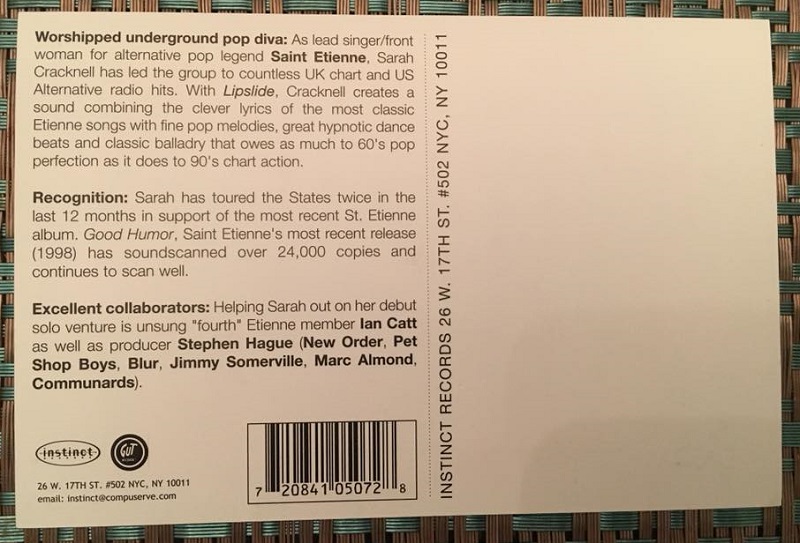 Worshipped underground pop diva: As lead singer/front
woman for alternative pop legend Saint Etienne, Sarah
Cracknell has led the group to countless UK chart and US
Alternative radio hits. With Lipslide, Cracknell creates a
sound combining the clever lyrics of the most classic
Etienne songs with fine pop melodies, great hypnotic dance
beats and classic balladry that owes as much to 60's pop
perfection as it does to 90's chart action.
Recognition: Sarah has toured the States twice in the
last 12 months in support of the most recent St. Etienne
album. Good Humor, Saint Etienne's most recent release
(1998) has soundscanned over 24,000 copies and
continues to scan well.
Excellent collaborators: Helping Sarah out on her debut
solo venture is unsung "fourth" Etienne member Ian Catt
as well as producer Stephen Hague (New Order, Pet
Shop Boys, Blur, Jimmy Somerville, Marc Almond,
Communards).
instinct
GUT
26 W. 17TH ST. #502 NYC, NY 10011
email: instinct@compuserve.com
7 20841 05072 8
INSTINCT RECORDS 26 W. 17TH ST. #502 NYC, NY 10011